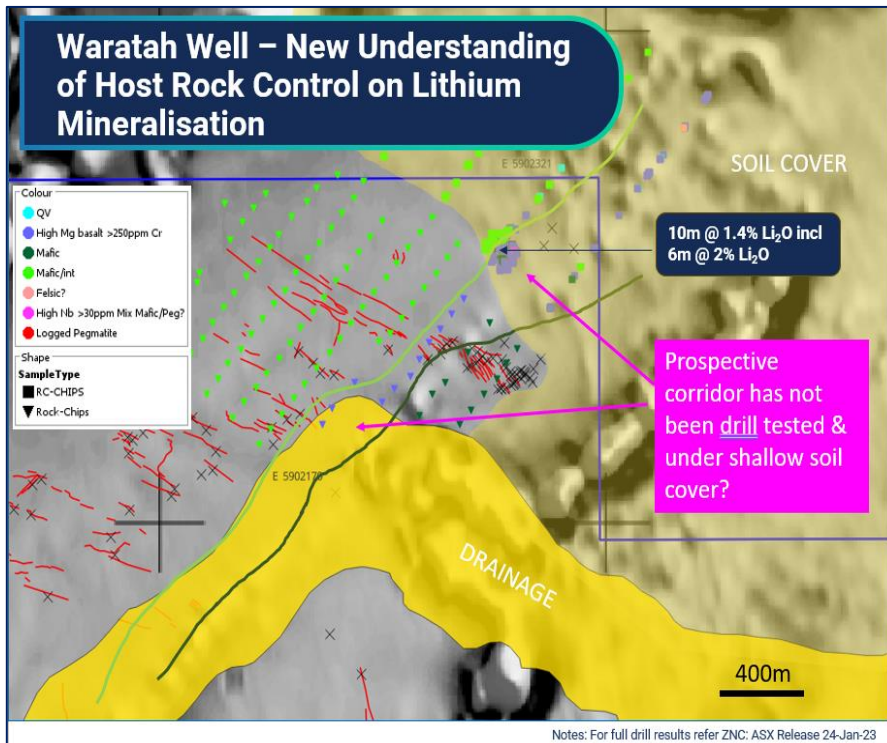 Waratah Well – New Understanding
of Host Rock Control on Lithium
Mineralisation
E 5902321
SOIL COVER
Colour
QV
High Mg basalt >250ppm Cr
Mafic
Mafic/int
Felsic?
High Nb >30ppm Mix Mafic/Peg?
Logged Pegmatite
Shape
SampleType
RC-CHIPS
Rock-Chips
10m @ 1.4% Li₂O incl
6m @ 2% Li₂O
Prospective
corridor has not
been drill tested &
under shallow soil
cover?
E 5902170
DRAINAGE
400m
Notes: For full drill results refer ZNC: ASX Release 24-Jan-23